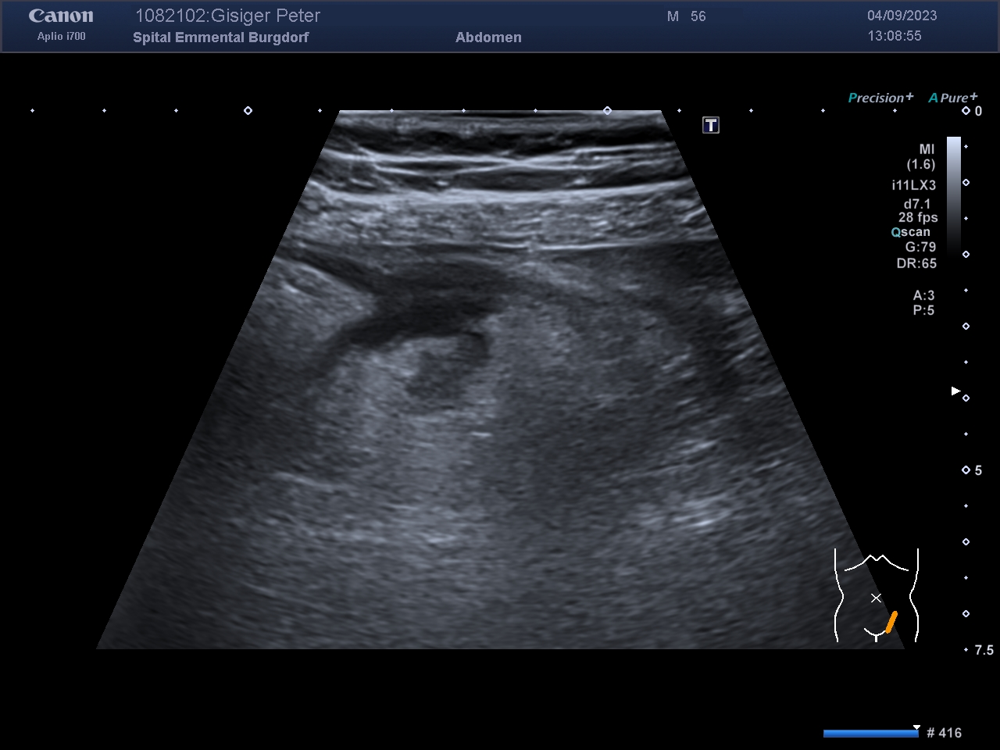 Canon 1082102:Gisiger Peter M 56 04/09/2023
Aplio i700 Spital Emmental Burgdorf Abdomen 13:08:55
Precision+ APure+
0
T
MI
(1.6)
i11LX3
d7.1
28 fps
Qscan
G:79
DR:65
A:3
P:5
5
7.5
# 416